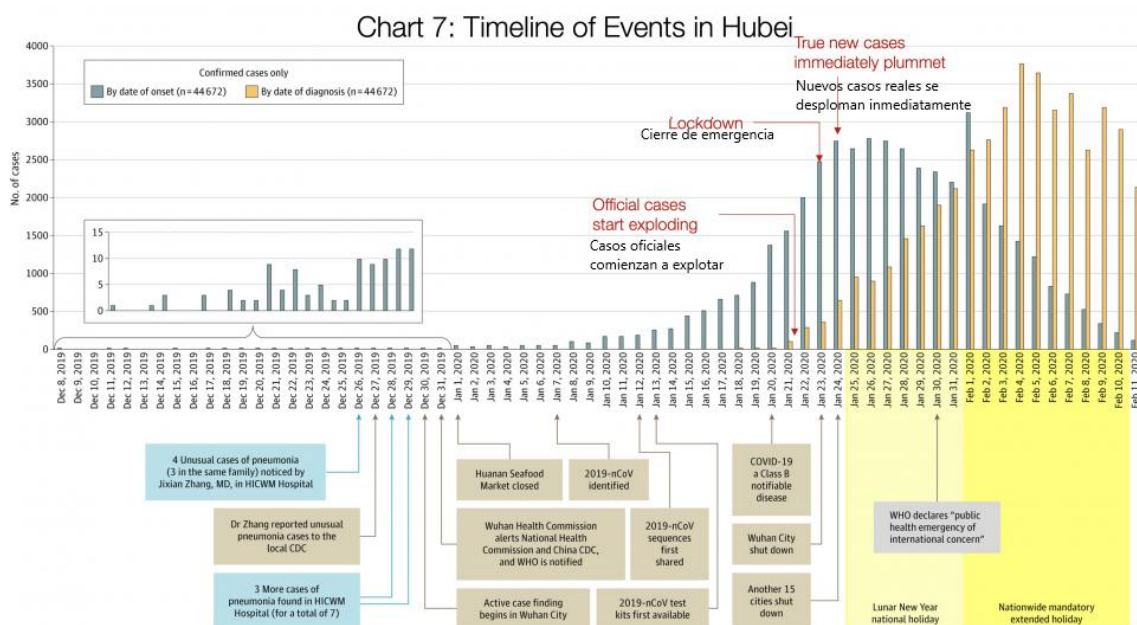 Chart 7: Timeline of Events in Hubei
4000
3500
3000
2500
2000
1500
1000
500
0
No. of cases
Confirmed cases only
By date of onset (n=44672)
By date of diagnosis (n=44672)
True new cases
immediately plummet
Nuevos casos reales se
desploman inmediatamente
Lockdown
Cierre de emergencia
Official cases
start exploding
Casos oficiales
comienzan a explotar
15
10
5
0
Dec 8, 2019
Dec 9, 2019
Dec 10, 2019
Dec 11, 2019
Dec 12, 2019
Dec 13, 2019
Dec 14, 2019
Dec 15, 2019
Dec 16, 2019
Dec 17, 2019
Dec 18, 2019
Dec 19, 2019
Dec 20, 2019
Dec 21, 2019
Dec 22, 2019
Dec 23, 2019
Dec 24, 2019
Dec 25, 2019
Dec 26, 2019
Dec 27, 2019
Dec 28, 2019
Dec 29, 2019
Dec 30, 2019
Dec 31, 2019
Jan 1, 2020
Jan 2, 2020
Jan 3, 2020
Jan 4, 2020
Jan 5, 2020
Jan 6, 2020
Jan 7, 2020
Jan 8, 2020
Jan 9, 2020
Jan 10, 2020
Jan 11, 2020
Jan 12, 2020
Jan 13, 2020
Jan 14, 2020
Jan 15, 2020
Jan 16, 2020
Jan 17, 2020
Jan 18, 2020
Jan 19, 2020
Jan 20, 2020
Jan 21, 2020
Jan 22, 2020
Jan 23, 2020
Jan 24, 2020
Jan 25, 2020
Jan 26, 2020
Jan 27, 2020
Jan 28, 2020
Jan 29, 2020
Jan 30, 2020
Jan 31, 2020
Feb 1, 2020
Feb 2, 2020
Feb 3, 2020
Feb 4, 2020
Feb 5, 2020
Feb 6, 2020
Feb 7, 2020
Feb 8, 2020
Feb 9, 2020
Feb 10, 2020
Feb 11, 2020
4 Unusual cases of pneumonia
(3 in the same family) noticed by
Jixian Zhang, MD, in HICWM Hospital
Dr Zhang reported unusual
pneumonia cases to the
local CDC
3 More cases of
pneumonia found in HICWM
Hospital (for a total of 7)
Huanan Seafood
Market closed
2019-nCoV
identified
Wuhan Health Commission
alerts National Health
Commission and China CDC,
and WHO is notified
2019-nCoV
sequences
first
shared
Active case finding
begins in Wuhan City
2019-nCoV test
kits first available
COVID-19
a Class B
notifiable
disease
Wuhan City
shut down
Another 15
cities shut
down
WHO declares "public
health emergency of
international concern"
Lunar New Year
national holiday
Nationwide mandatory
extended holiday